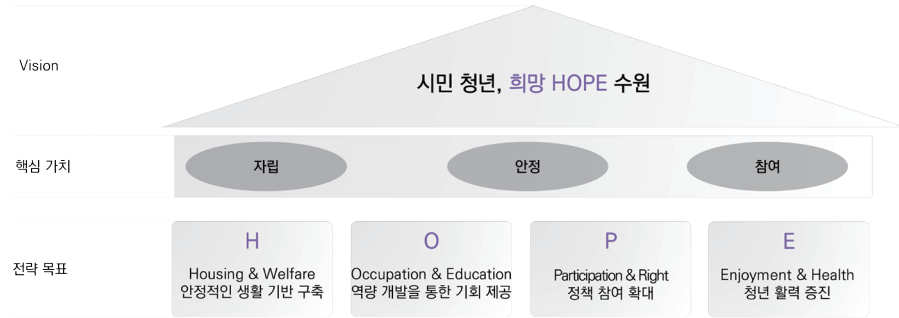 Vision
시민 청년, 희망 HOPE 수원
핵심 가치
자립
안정
참여
전략 목표
H
Housing & Welfare
안정적인 생활 기반 구축
O
Occupation & Education
역량 개발을 통한 기회 제공
P
Participation & Right
정책 참여 확대
E
Enjoyment & Health
청년 활력 증진